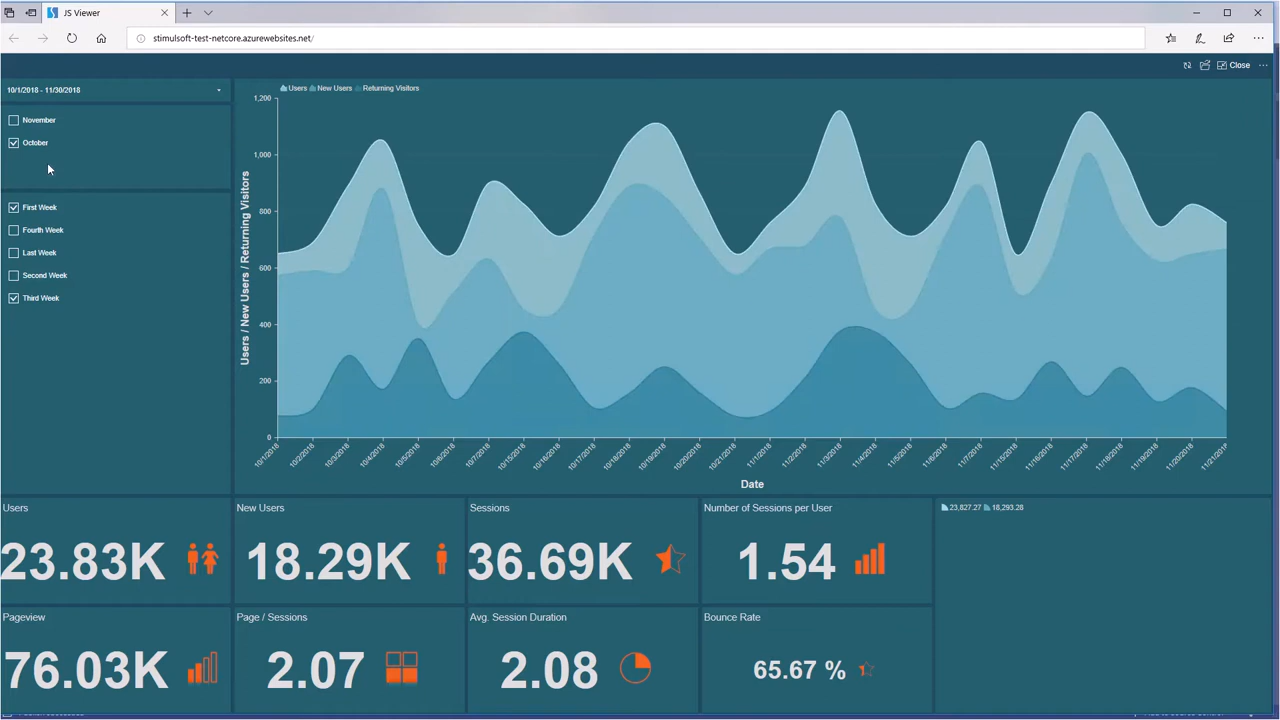 JS Viewer
stimulsoft-test-netcore.azurewebsites.net/
Close
10/1/2018 - 11/30/2018
November
October
First Week
Fourth Week
Last Week
Second Week
Third Week
Users New Users Returning Visitors
1,200
1,000
800
600
400
200
0
Users / New Users / Returning Visitors
10/1/2018 10/2/2018 10/3/2018 10/4/2018 10/5/2018 10/6/2018 10/7/2018 10/15/2018 10/16/2018 10/17/2018 10/18/2018 10/19/2018 10/20/2018 10/21/2018 11/1/2018 11/2/2018 11/3/2018 11/4/2018 11/5/2018 11/6/2018 11/7/2018 11/15/2018 11/16/2018 11/17/2018 11/18/2018 11/19/2018 11/20/2018 11/21/2018
Date
Users
23.83K
New Users
18.29K
Sessions
36.69K
Number of Sessions per User
1.54
23,827.27 18,293.28
Pageview
76.03K
Page / Sessions
2.07
Avg. Session Duration
2.08
Bounce Rate
65.67 %